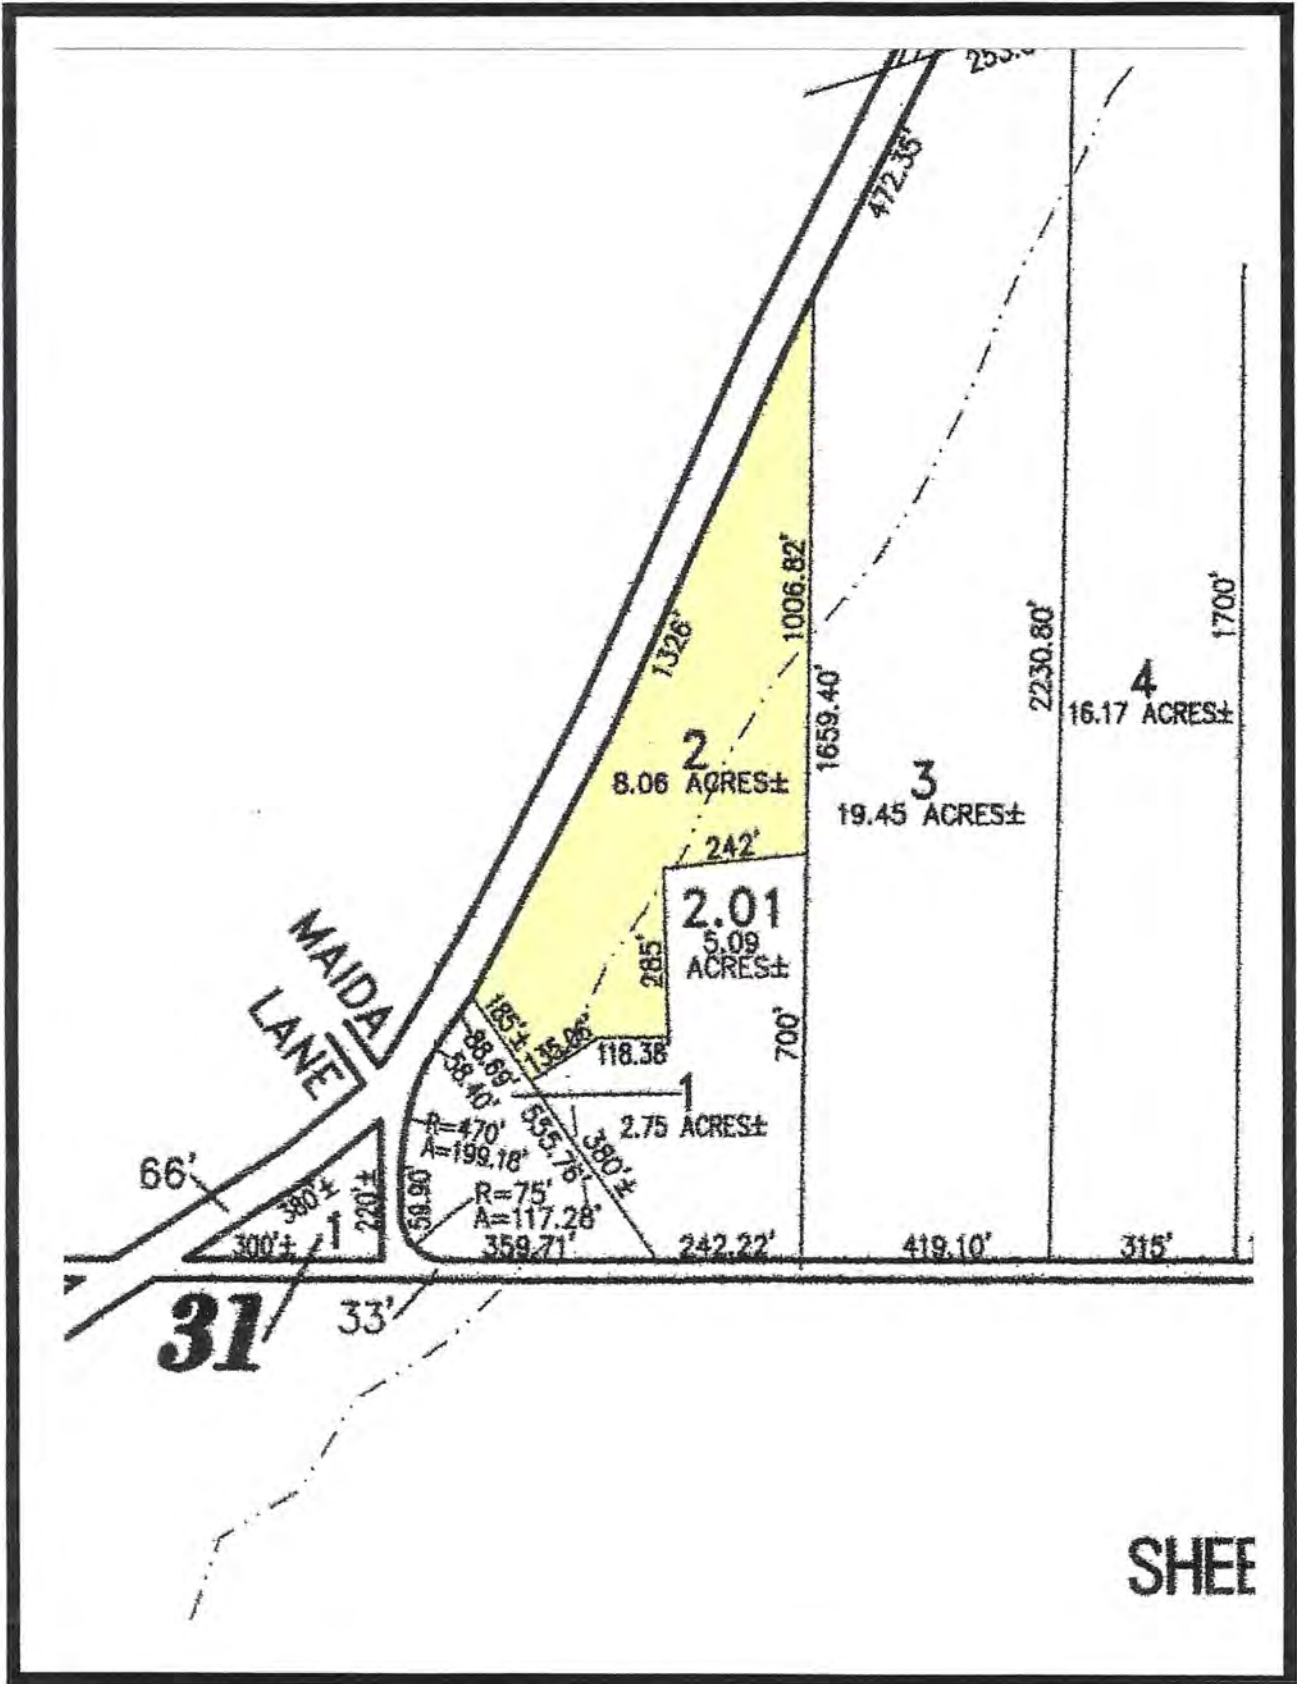 472.35'
1326'
1006.82'
1659.40'
2230.80'
1700'
4
16.17 ACRES±
2
8.06 ACRES±
3
19.45 ACRES±
242'
2.01
5.09
ACRES±
285'
MAIDA
LANE
185'±
135.06'
118.38'
700'
88.69'
58.40'
1
2.75 ACRES±
R=470'
A=199.18'
555.76'
380'±
66'
380'±
220'±
59.90'
R=75'
A=117.28'
300'±
1
359.71'
242.22'
419.10'
315'
31
33'
SHEE